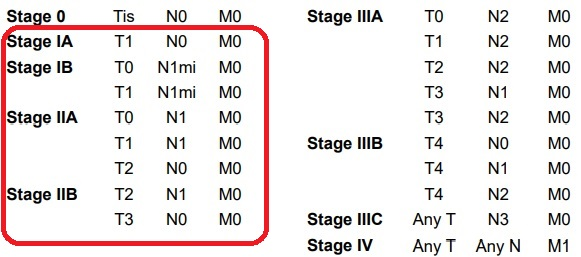 Stage 0 Tis N0 M0
Stage IA T1 N0 M0
Stage IB T0 N1mi M0
T1 N1mi M0
Stage IIA T0 N1 M0
T1 N1 M0
T2 N0 M0
Stage IIB T2 N1 M0
T3 N0 M0
Stage IIIA T0 N2 M0
T1 N2 M0
T2 N2 M0
T3 N1 M0
T3 N2 M0
Stage IIIB T4 N0 M0
T4 N1 M0
T4 N2 M0
Stage IIIC Any T N3 M0
Stage IV Any T Any N M1